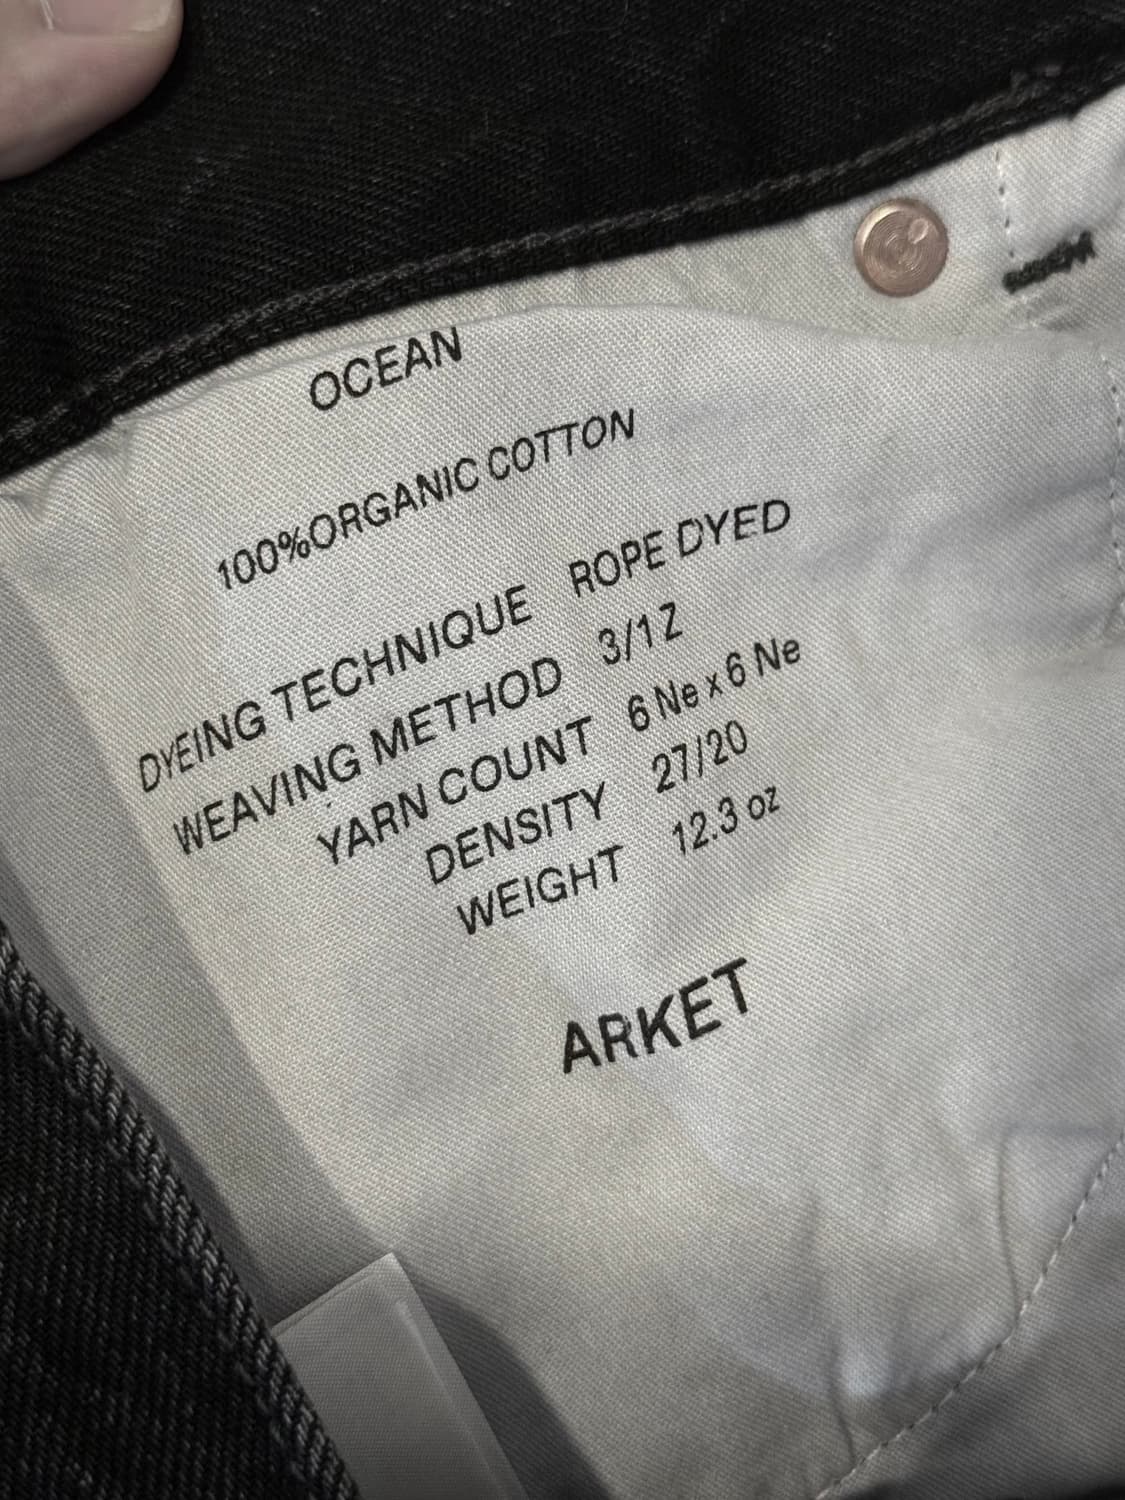 OCEAN
100%ORGANIC COTTON
DYEING TECHNIQUE ROPE DYED
WEAVING METHOD 3/1 Z
YARN COUNT 6 Ne x 6 Ne
DENSITY 27/20
WEIGHT 12.3 oz
ARKET